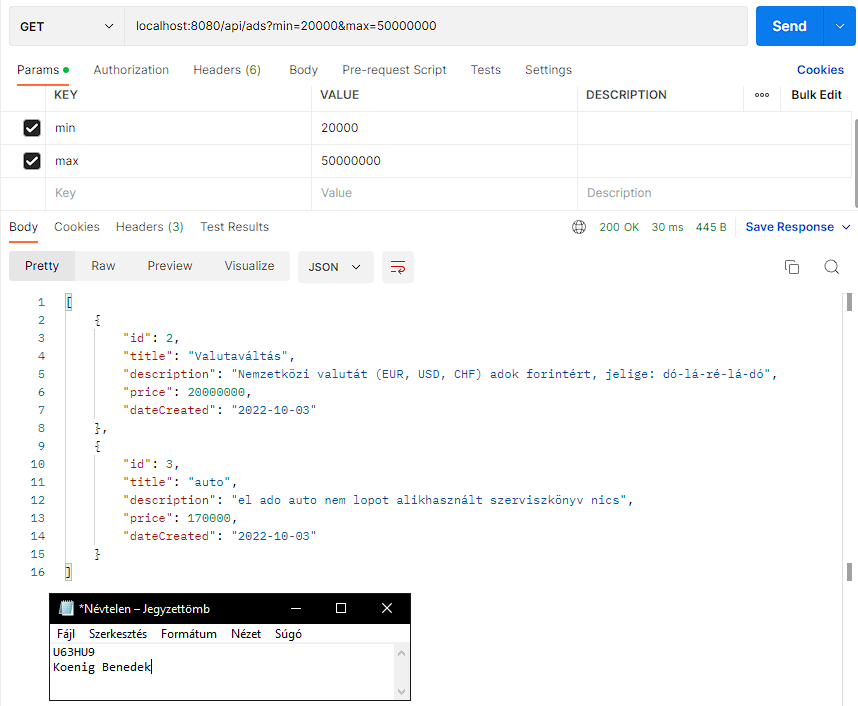 GET localhost:8080/api/ads?min=20000&max=50000000 Send
Params Authorization Headers (6) Body Pre-request Script Tests Settings Cookies
KEY VALUE DESCRIPTION ooo Bulk Edit
min 20000
max 50000000
Key Value Description
Body Cookies Headers (3) Test Results 200 OK 30 ms 445 B Save Response
Pretty Raw Preview Visualize JSON
1 [
2 {
3 "id": 2,
4 "title": "Valutaváltás",
5 "description": "Nemzetközi valutát (EUR, USD, CHF) adok forintért, jelige: dó-lá-ré-lá-dó",
6 "price": 20000000,
7 "dateCreated": "2022-10-03"
8 },
9 {
10 "id": 3,
11 "title": "auto",
12 "description": "el ado auto nem lopot alikhasznált szerviszkönyv nics",
13 "price": 170000,
14 "dateCreated": "2022-10-03"
15 }
16 ]
*Névtelen – Jegyzettömb
Fájl Szerkesztés Formátum Nézet Súgó
U63HU9
Koenig Benedek